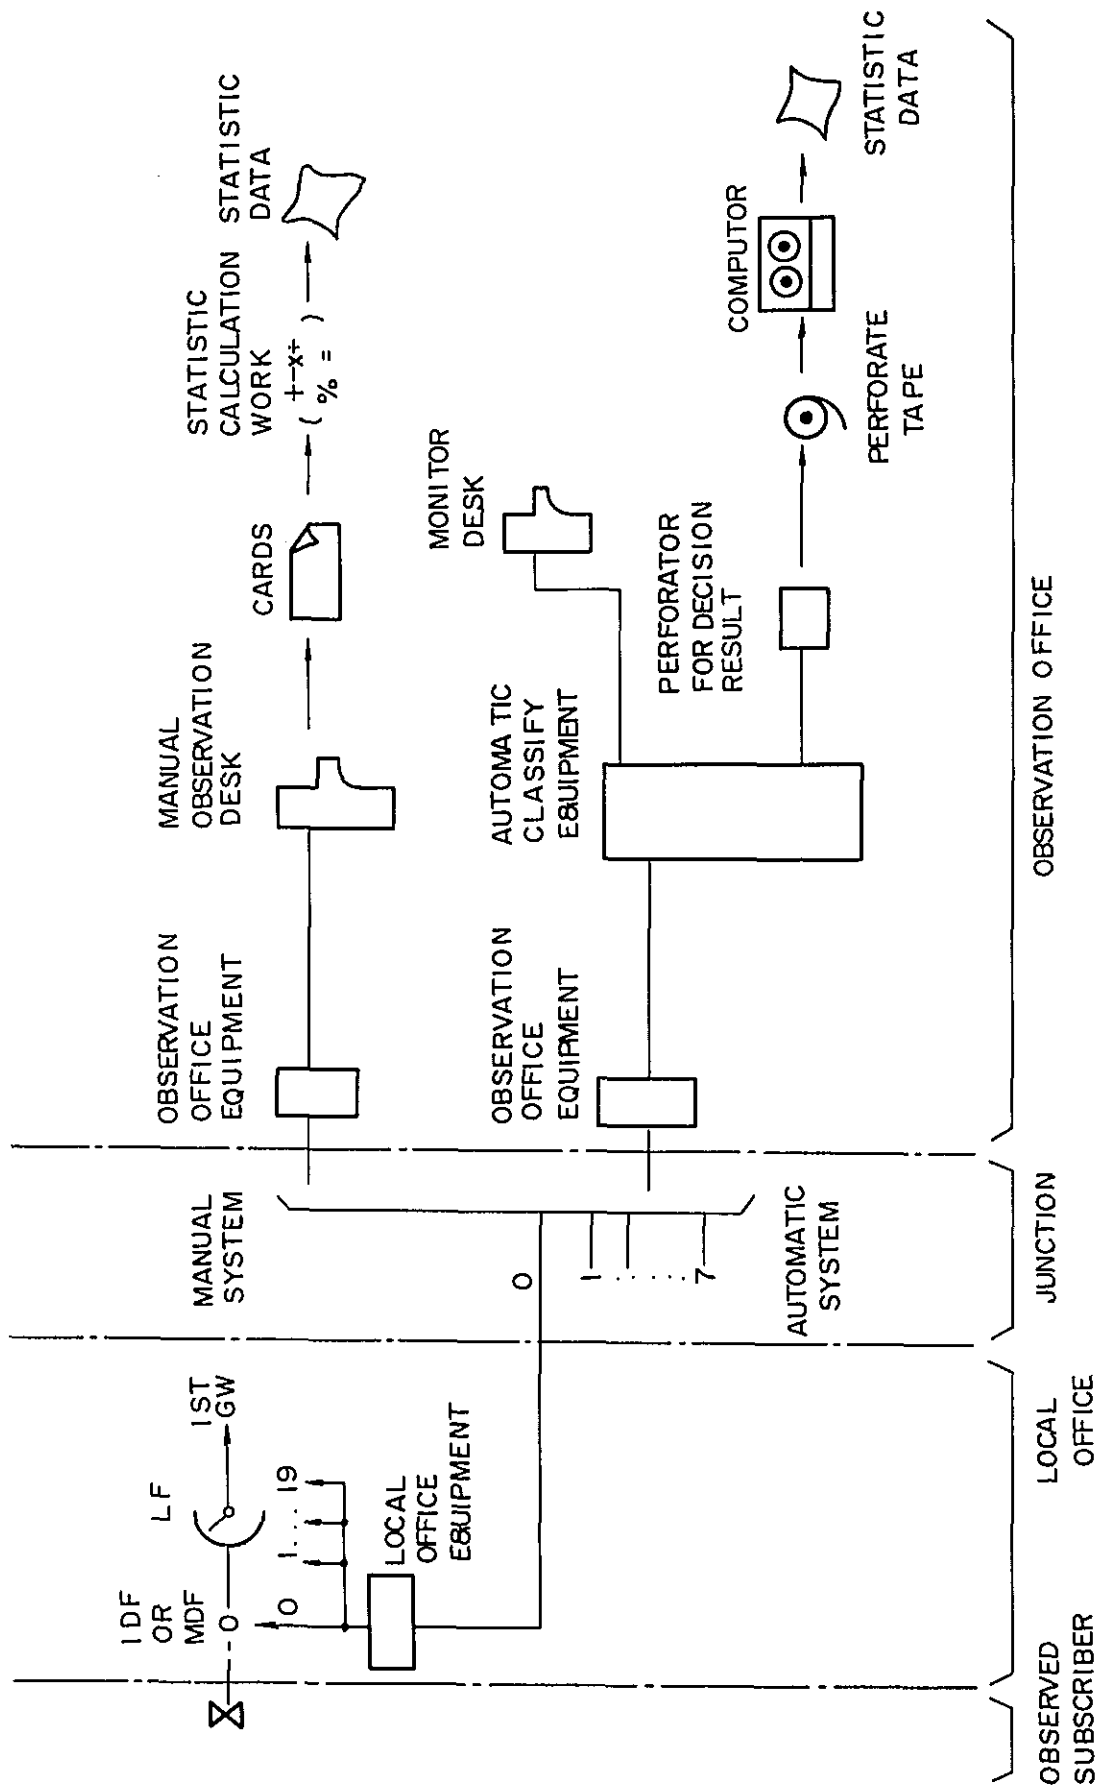 IDF
OR
MDF
LF
1ST
GW
0
1....19
LOCAL
OFFICE
E&UIPMENT
MANUAL
SYSTEM
0
1
......
7
AUTOMATIC
SYSTEM
OBSERVATION
OFFICE
EQUIPMENT
MANUAL
OBSERVATION
DESK
CARDS
STATISTIC
CALCULATION
WORK
( +-x÷
% = )
STATISTIC
DATA
OBSERVATION
OFFICE
EQUIPMENT
AUTOMATIC
CLASSIFY
E&UIPMENT
MONITOR
DESK
PERFORATOR
FOR DECISION
RESULT
PERFORATE
TAPE
COMPUTOR
STATISTIC
DATA
OBSERVED
SUBSCRIBER
LOCAL
OFFICE
JUNCTION
OBSERVATION OFFICE